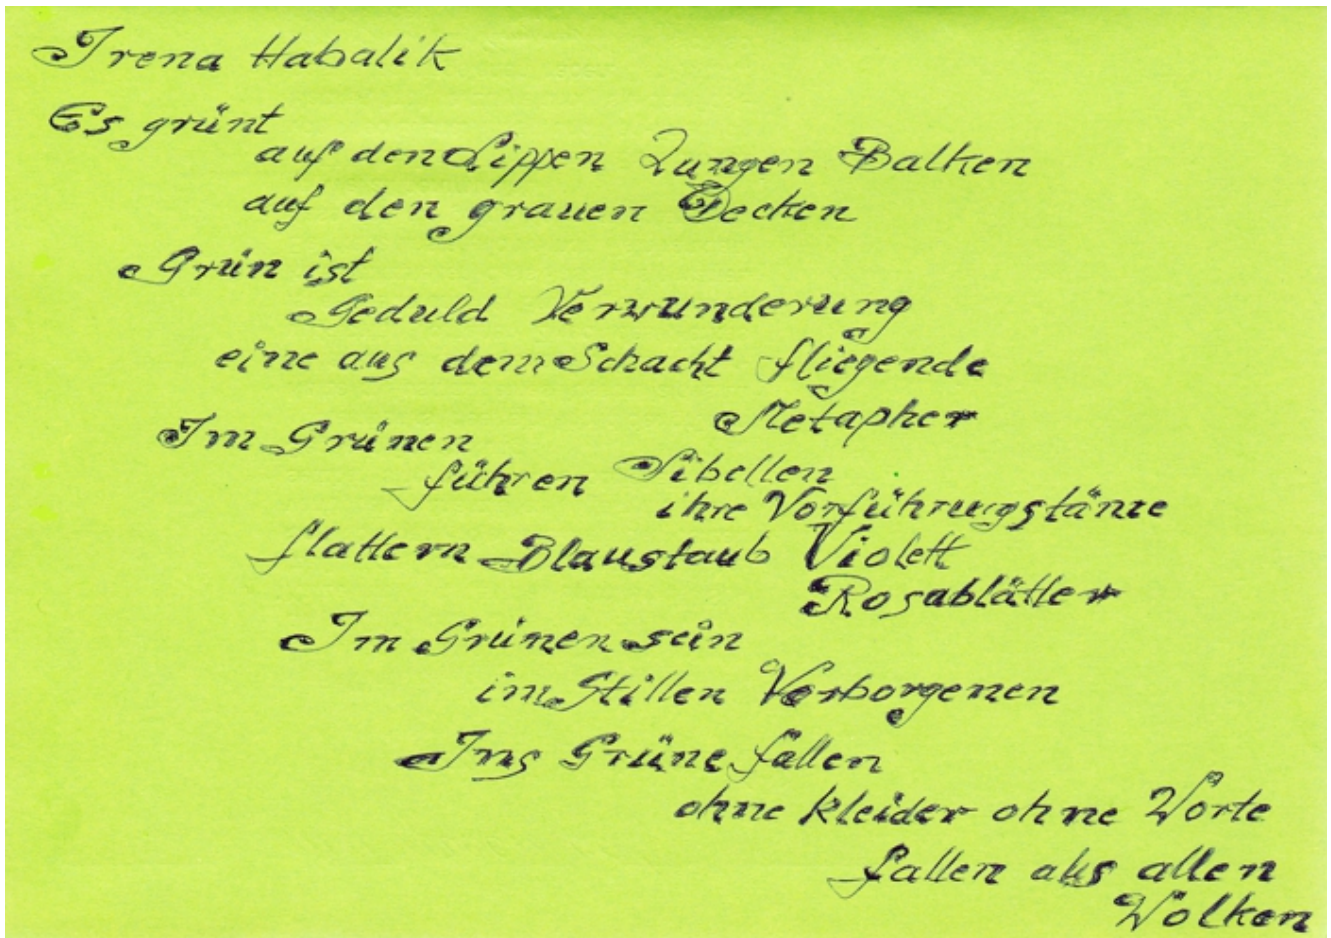 Irena Habalik
Es grünt
auf den Lippen Zungen Balken
auf den grauen Decken
Grün ist
Geduld Verwunderung
eine aus dem Schacht fliegende
Metapher
Im Grünen
führen Libellen
ihre Vorführungstänze
flattern Blaustaub Violett
Rosablätter
Im Grünen sein
im Stillen Verborgenen
Ins Grüne fallen
ohne Kleider ohne Worte
fallen aus allen
Wolken